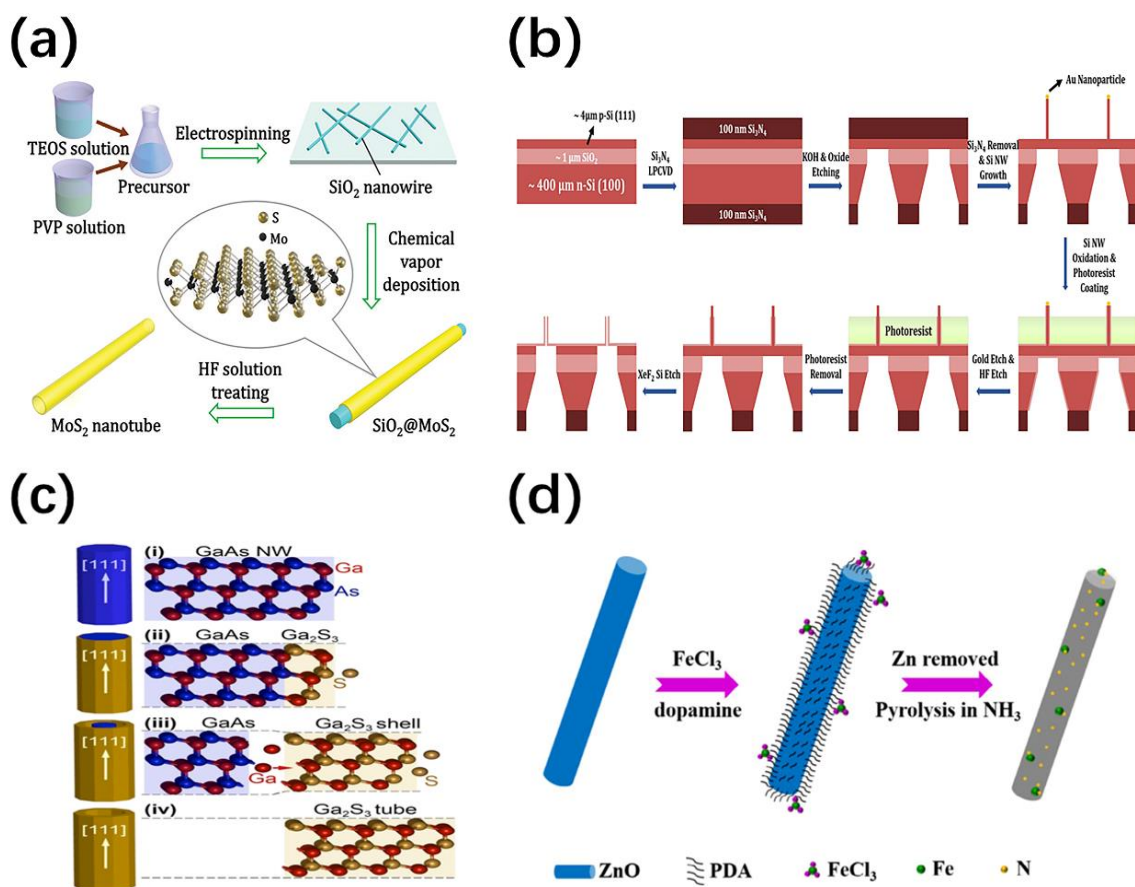 (a)
TEOS solution
PVP solution
Precursor
Electrospinning
SiO₂ nanowire
S
Mo
Chemical
vapor
deposition
HF solution
treating
MoS₂ nanotube
SiO₂@MoS₂
(b)
~ 4μm p-Si (111)
~ 1 μm SiO₂
~ 400 μm n-Si (100)
Si₃N₄
LPCVD
100 nm Si₃N₄
100 nm Si₃N₄
KOH & Oxide
Etching
Si₃N₄ Removal
& Si NW
Growth
Au Nanoparticle
Si NW
Oxidation &
Photoresist
Coating
Gold Etch &
HF Etch
Photoresist
Photoresist
Removal
XeF₂ Si Etch
(c)
[111]
(i)
GaAs NW
Ga
As
[111]
(ii)
GaAs
Ga₂S₃
S
[111]
(iii)
GaAs
Ga₂S₃ shell
Ga
S
[111]
(iv)
Ga₂S₃ tube
(d)
FeCl₃
dopamine
Zn removed
Pyrolysis in NH₃
ZnO
PDA
FeCl₃
Fe
N